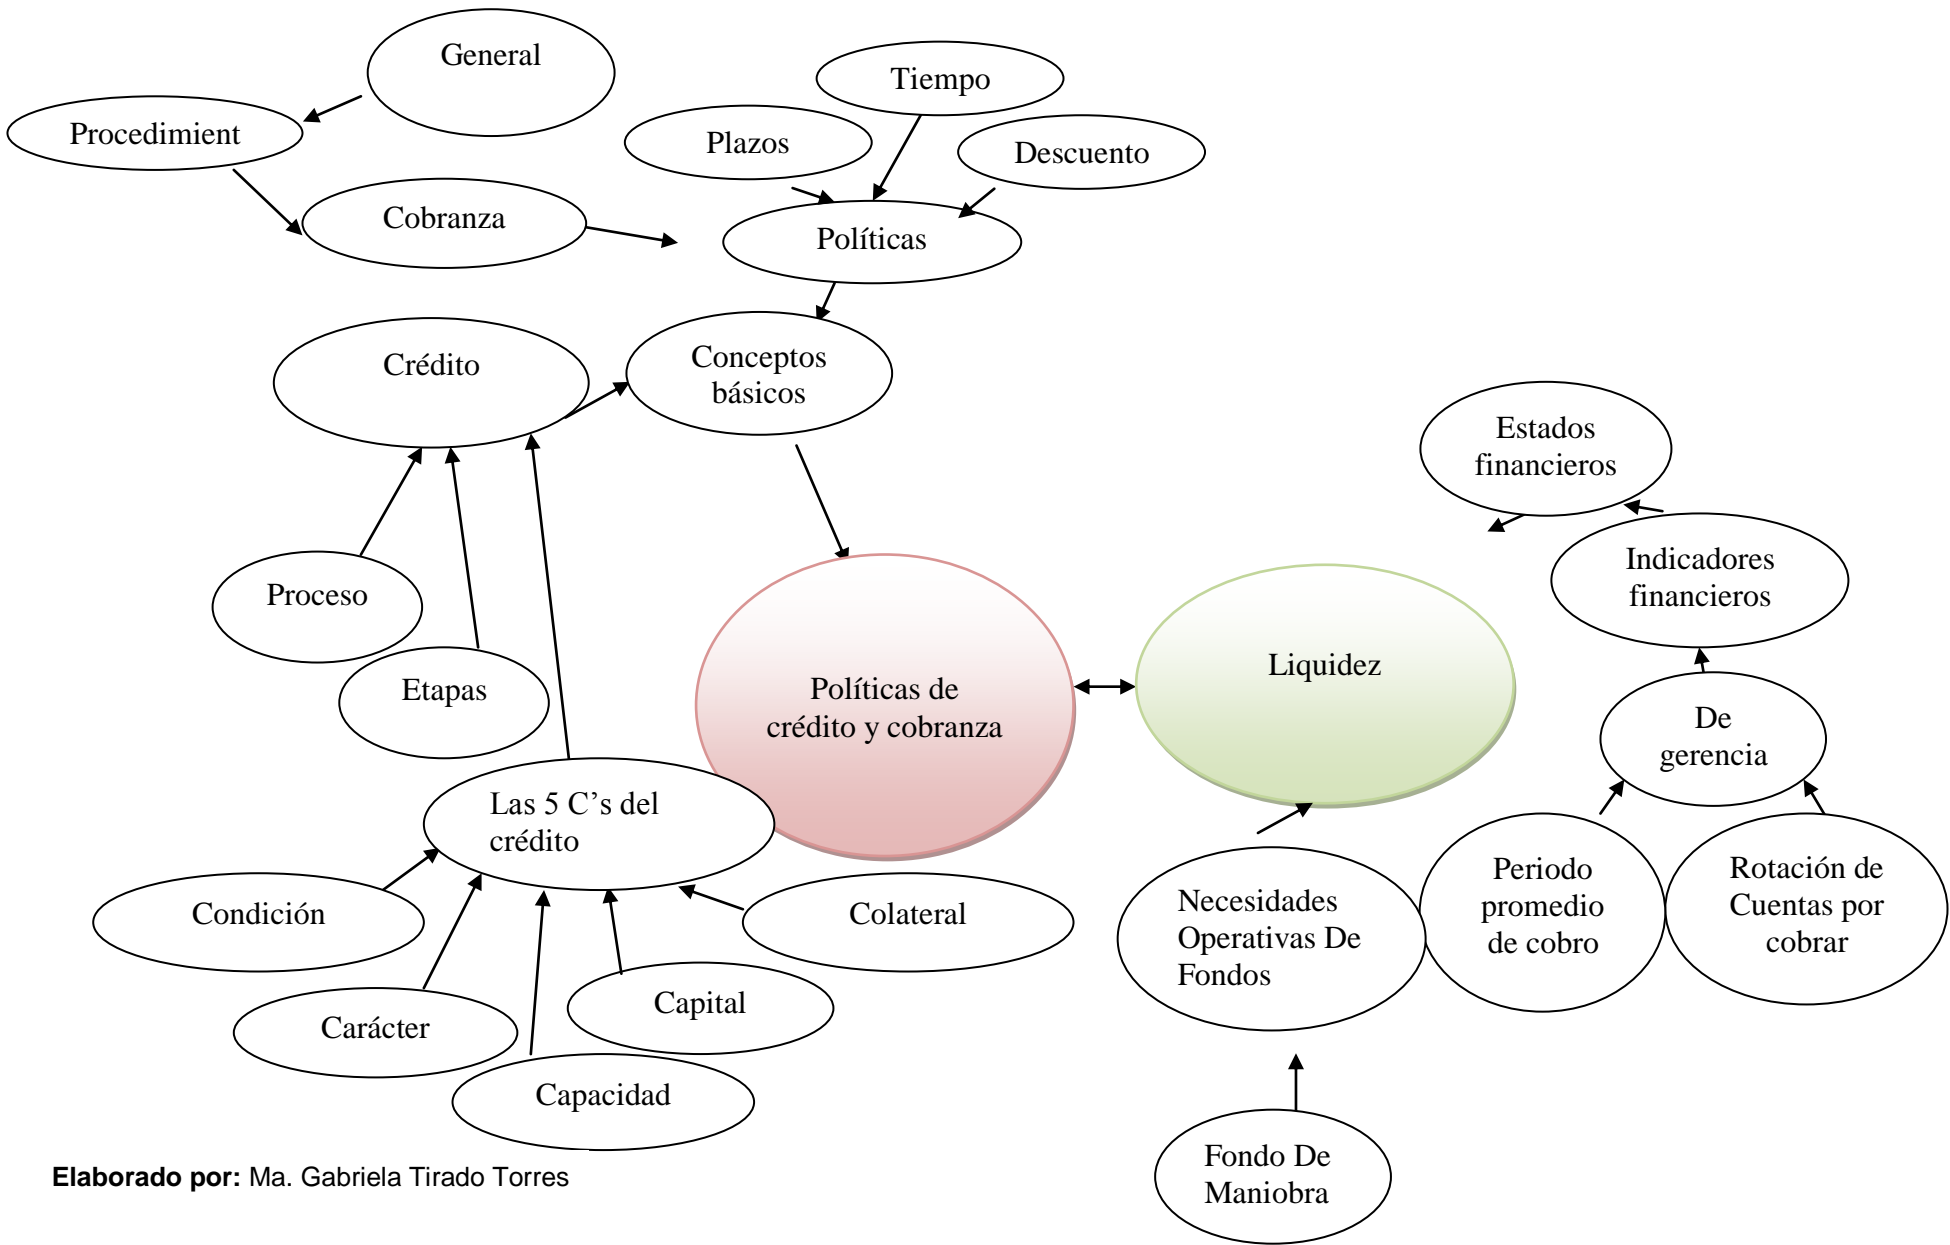 General
Tiempo
Procedimient
Plazos
Descuento
Cobranza
Políticas
Crédito
Conceptos
básicos
Estados
financieros
Indicadores
financieros
Proceso
Etapas
Políticas de
crédito y cobranza
Liquidez
De
gerencia
Las 5 C’s del
crédito
Condición
Colateral
Necesidades
Operativas De
Fondos
Periodo
promedio
de cobro
Rotación de
Cuentas por
cobrar
Carácter
Capital
Capacidad
Fondo De
Maniobra
Elaborado por: Ma. Gabriela Tirado Torres